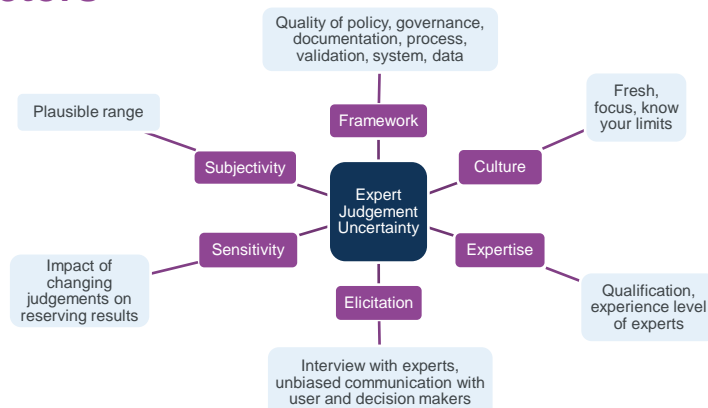 Quality of policy, governance,
documentation, process,
validation, system, data
Fresh,
focus, know
your limits
Plausible range
Framework
Subjectivity
Culture
Expert
Judgement
Uncertainty
Sensitivity
Expertise
Impact of
changing
judgements on
reserving results
Elicitation
Qualification,
experience level
of experts
Interview with experts,
unbiased communication with
user and decision makers